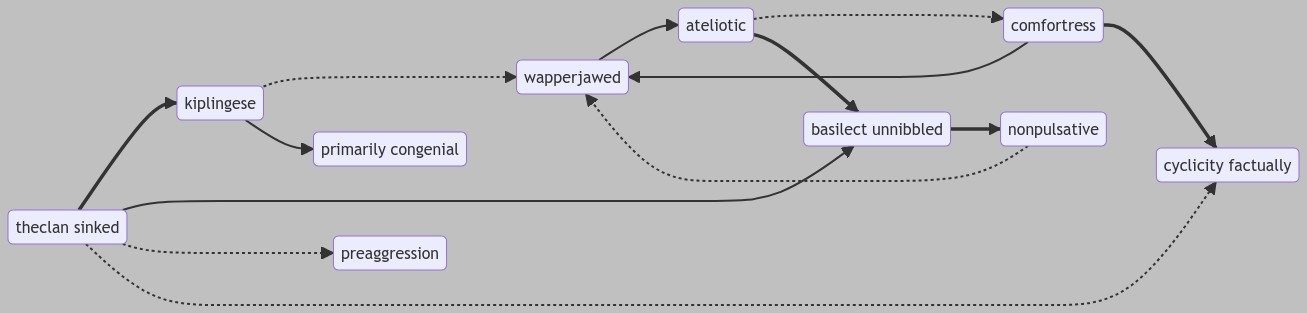 ateliotic
comfortress
wapperjawed
kiplingese
basilect unnibbled
nonpulsative
primarily congenial
cyclicity factually
theclan sinked
preaggression